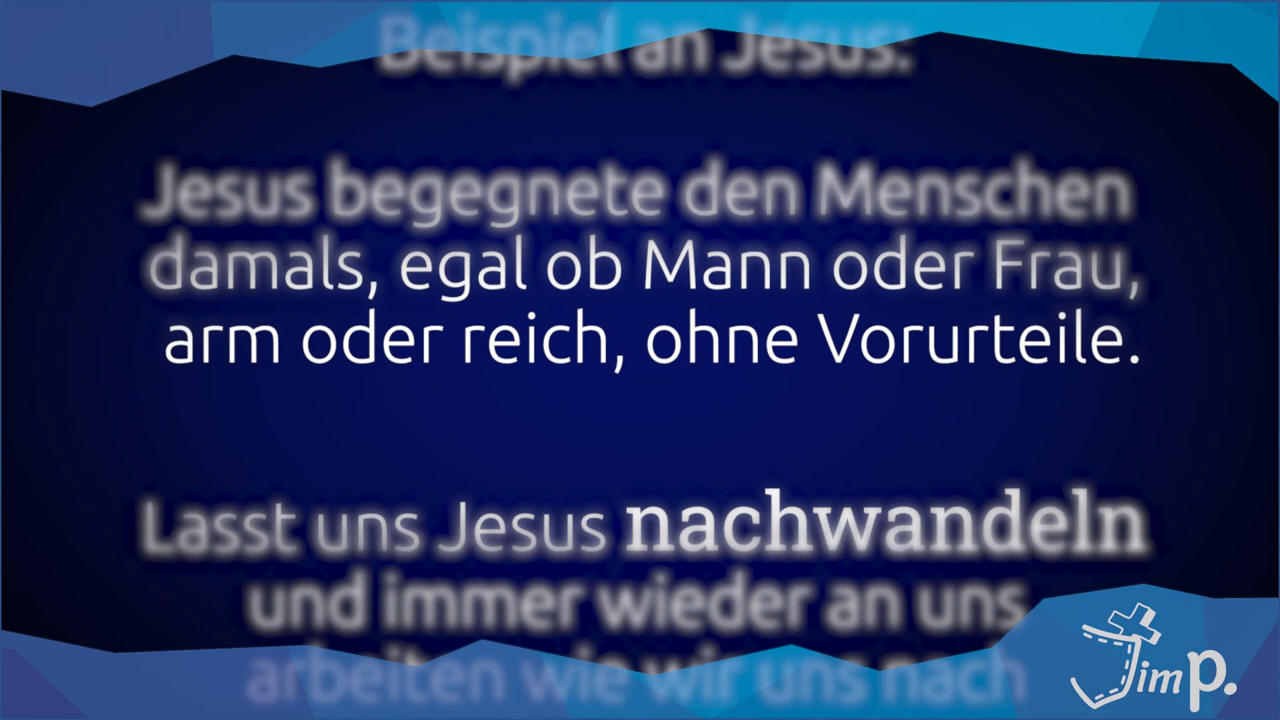 Beispiel an Jesus:
Jesus begegnete den Menschen
damals, egal ob Mann oder Frau,
arm oder reich, ohne Vorurteile.
Lasst uns Jesus nachwandeln
und immer wieder an uns
arbeiten wie wir uns nach
JimP.